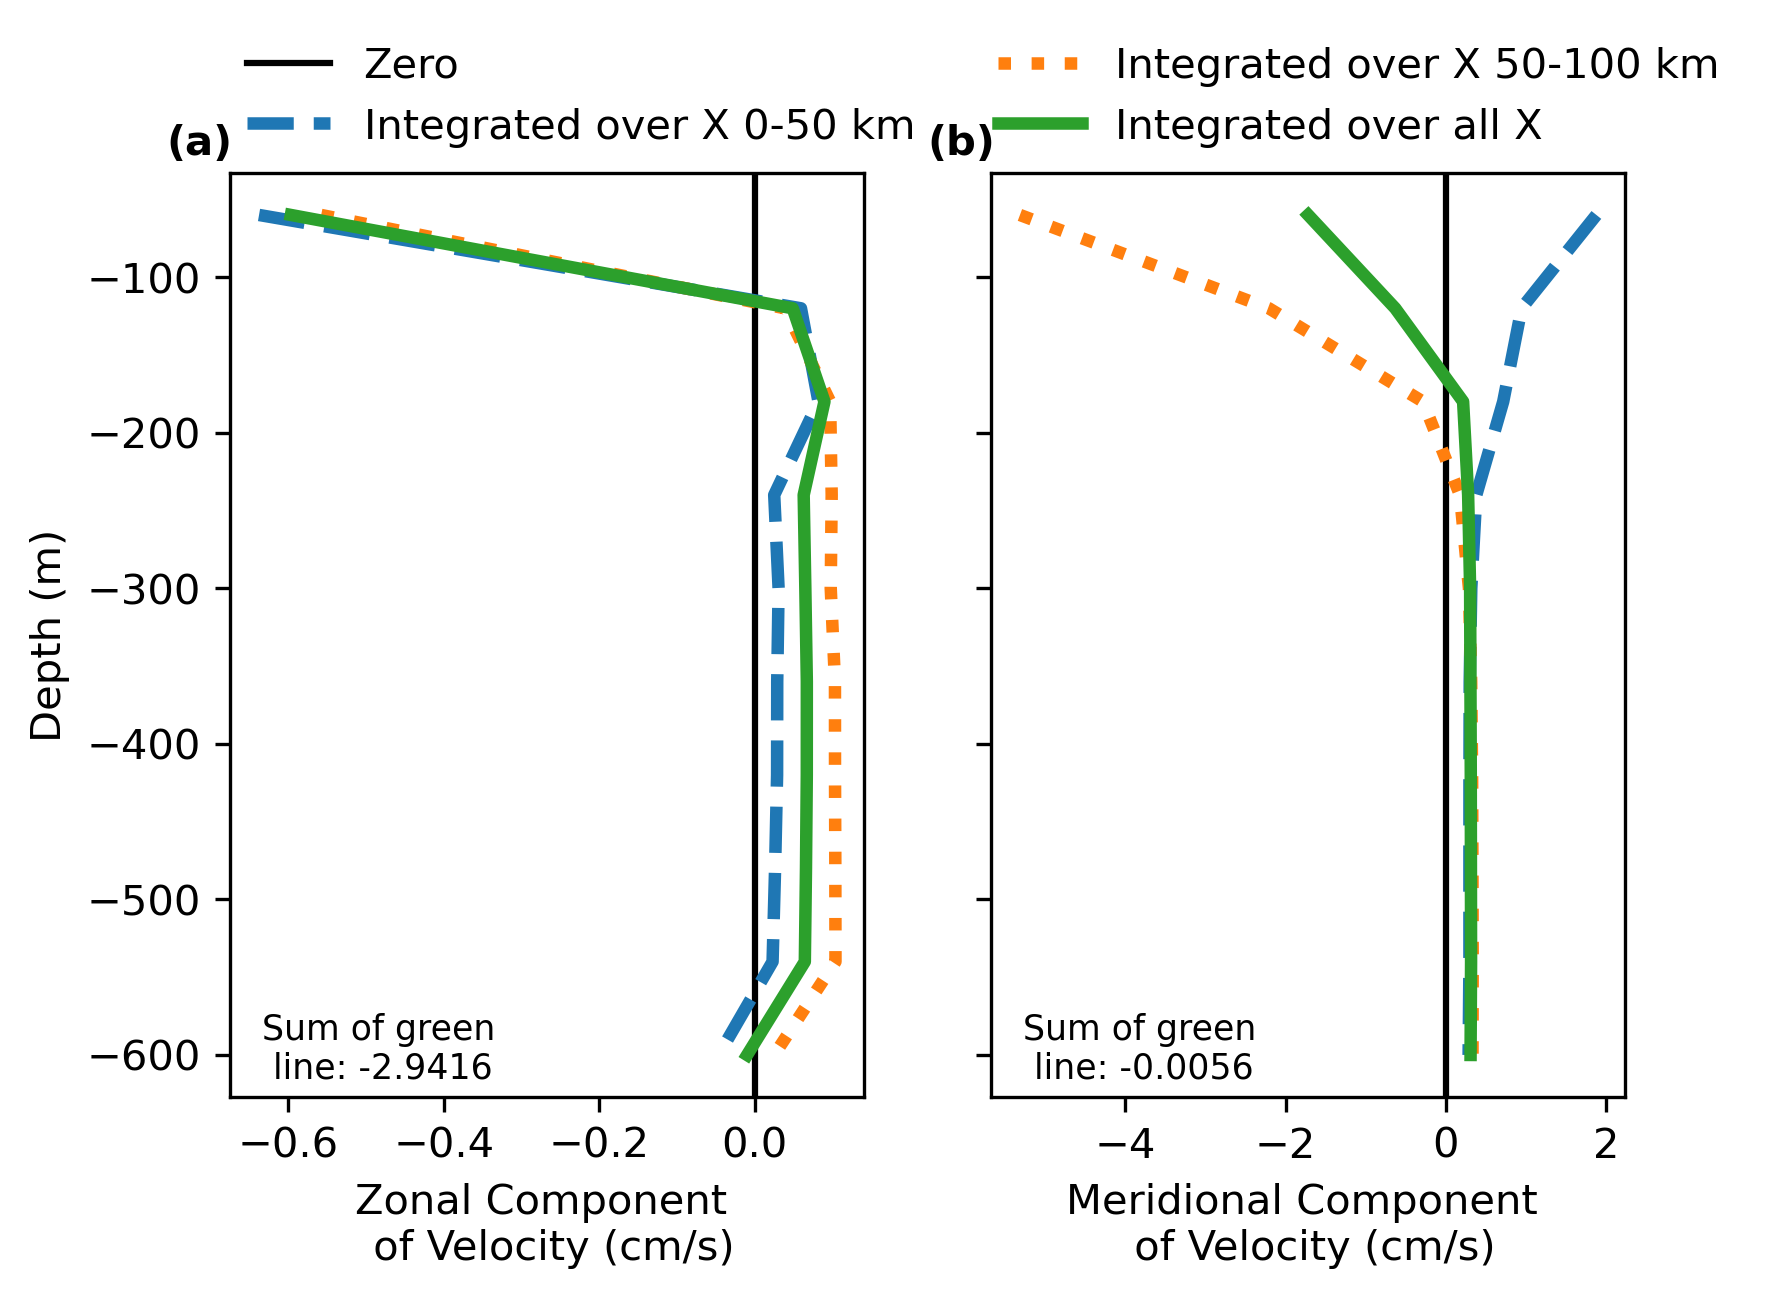 Zero
Integrated over X 0-50 km
Integrated over X 50-100 km
Integrated over all X
(a)
(b)
−100
−200
−300
−400
−500
−600
Depth (m)
Sum of green
line: -2.9416
Sum of green
line: -0.0056
−0.6 −0.4 −0.2 0.0
−4 −2 0 2
Zonal Component
of Velocity (cm/s)
Meridional Component
of Velocity (cm/s)